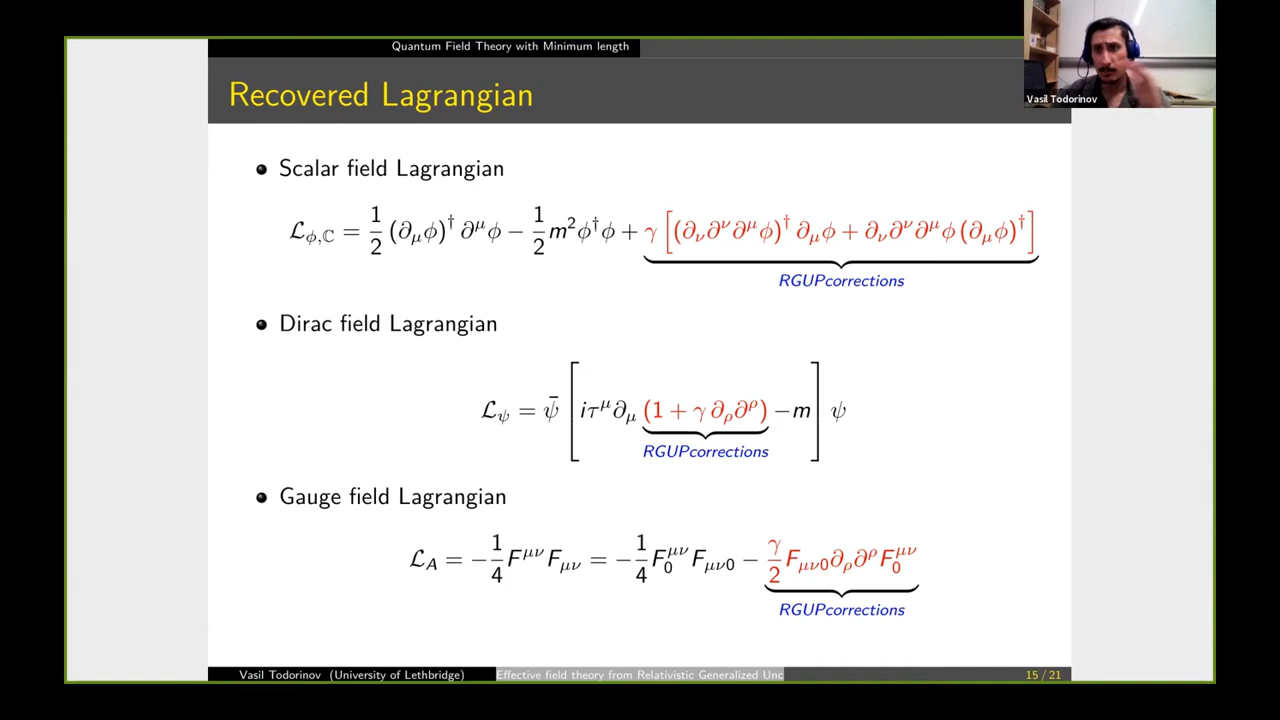 Quantum Field Theory with Minimum length
Recovered Lagrangian
Vasil Todorinov
• Scalar field Lagrangian
ℒ_{ϕ,ℂ} = 1/2 (∂_μϕ)^† ∂^μϕ − 1/2 m²ϕ^†ϕ + γ [(∂_ν∂^ν∂^μϕ)^† ∂_μϕ + ∂_ν∂^ν∂^μϕ (∂_μϕ)^†]
RGUPcorrections
• Dirac field Lagrangian
ℒ_ψ = ψ̄ [iτ^μ∂_μ (1 + γ ∂_ρ∂^ρ) −m] ψ
RGUPcorrections
• Gauge field Lagrangian
ℒ_A = −1/4 F^{μν}F_{μν} = −1/4 F_0^{μν}F_{μν0} − γ/2 F_{μν0}∂_ρ∂^ρF_0^{μν}
RGUPcorrections
Vasil Todorinov (University of Lethbridge) Effective field theory from Relativistic Generalized Unc 15 / 21